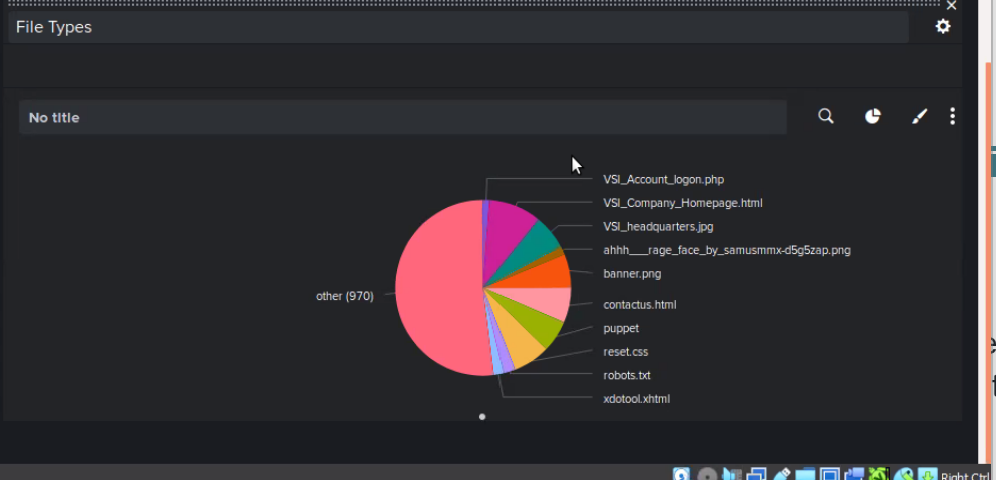 File Types
No title
VSI_Account_logon.php
VSI_Company_Homepage.html
VSI_headquarters.jpg
ahhh___rage_face_by_samusmmx-d5g5zap.png
banner.png
other (970)
contactus.html
puppet
reset.css
robots.txt
xdotool.xhtml
Right Ctrl